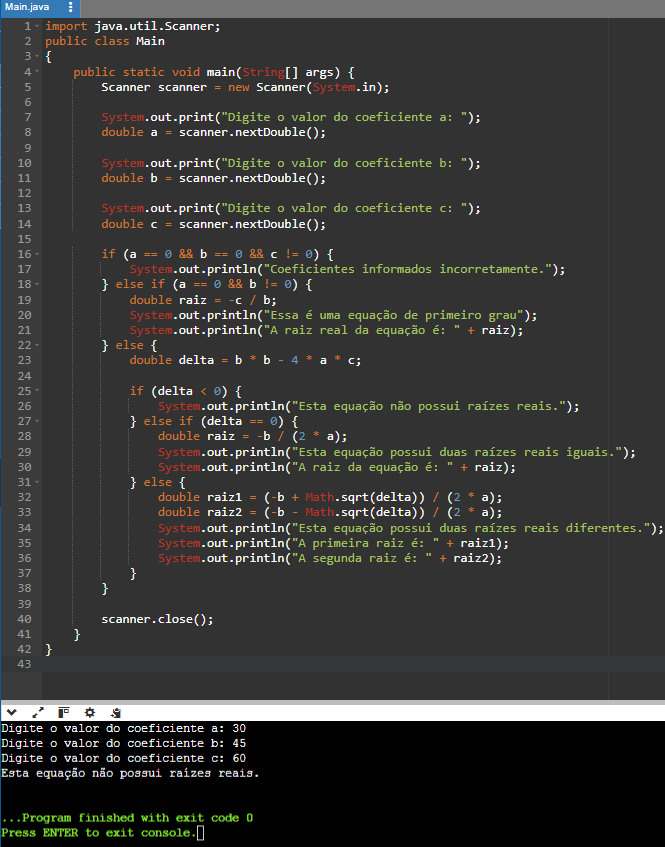 Main.java
1 import java.util.Scanner;
2 public class Main
3 {
4     public static void main(String[] args) {
5         Scanner scanner = new Scanner(System.in);
6
7         System.out.print("Digite o valor do coeficiente a: ");
8         double a = scanner.nextDouble();
9
10         System.out.print("Digite o valor do coeficiente b: ");
11         double b = scanner.nextDouble();
12
13         System.out.print("Digite o valor do coeficiente c: ");
14         double c = scanner.nextDouble();
15
16         if (a == 0 && b == 0 && c != 0) {
17             System.out.println("Coeficientes informados incorretamente.");
18         } else if (a == 0 && b != 0) {
19             double raiz = -c / b;
20             System.out.println("Essa é uma equação de primeiro grau");
21             System.out.println("A raiz real da equação é: " + raiz);
22         } else {
23             double delta = b * b - 4 * a * c;
24
25             if (delta < 0) {
26                 System.out.println("Esta equação não possui raízes reais.");
27             } else if (delta == 0) {
28                 double raiz = -b / (2 * a);
29                 System.out.println("Esta equação possui duas raízes reais iguais.");
30                 System.out.println("A raiz da equação é: " + raiz);
31             } else {
32                 double raiz1 = (-b + Math.sqrt(delta)) / (2 * a);
33                 double raiz2 = (-b - Math.sqrt(delta)) / (2 * a);
34                 System.out.println("Esta equação possui duas raízes reais diferentes.");
35                 System.out.println("A primeira raiz é: " + raiz1);
36                 System.out.println("A segunda raiz é: " + raiz2);
37             }
38         }
39
40         scanner.close();
41     }
42 }
43
Digite o valor do coeficiente a: 30
Digite o valor do coeficiente b: 45
Digite o valor do coeficiente c: 60
Esta equação não possui raízes reais.
...Program finished with exit code 0
Press ENTER to exit console.